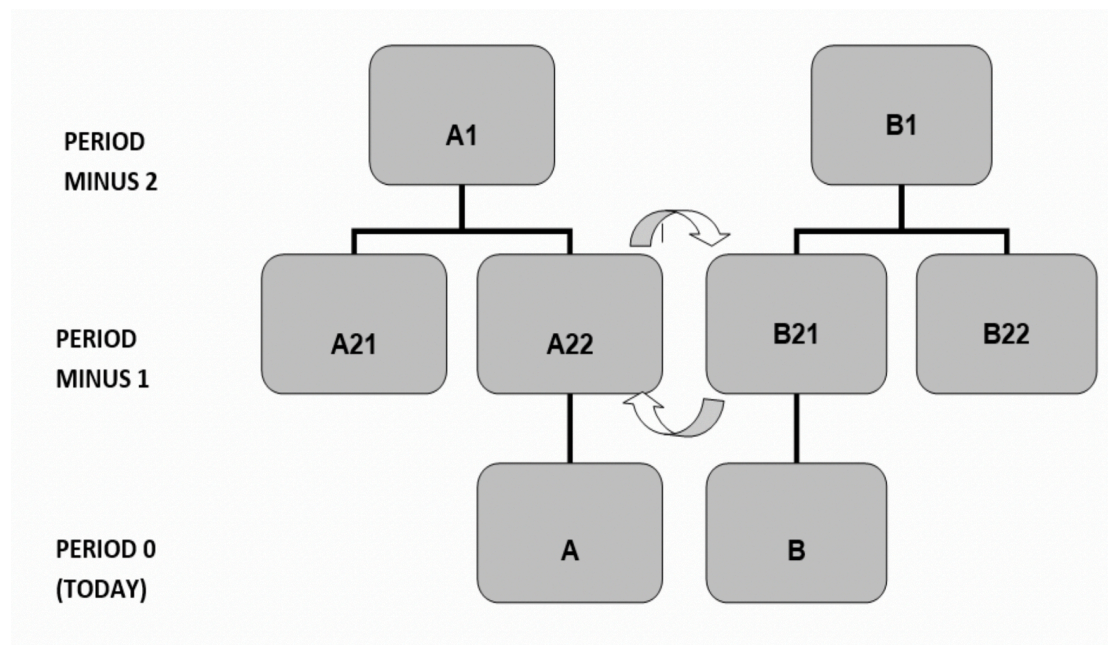 A1
B1
PERIOD
MINUS 2
A21
A22
B21
B22
PERIOD
MINUS 1
A
B
PERIOD 0
(TODAY)